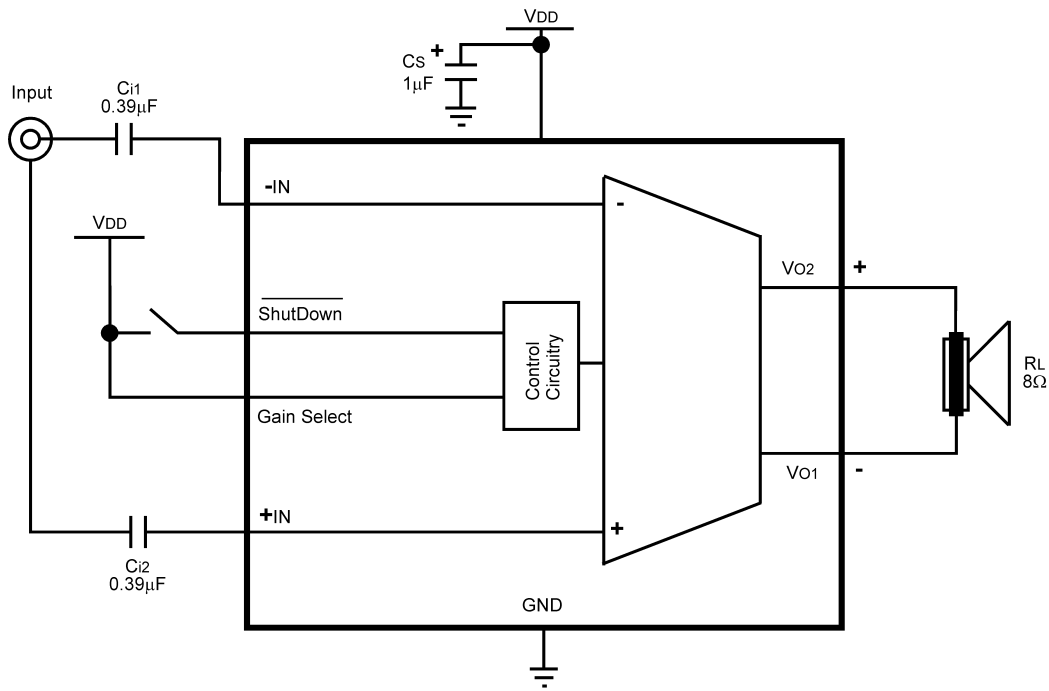 VDD
CS +
1µF
Input
Ci1
0.39µF
-IN
-
VDD
VO2 +
ShutDown
Control
Circuitry
RL
8Ω
Gain Select
VO1 -
+IN
+
Ci2
0.39µF
GND